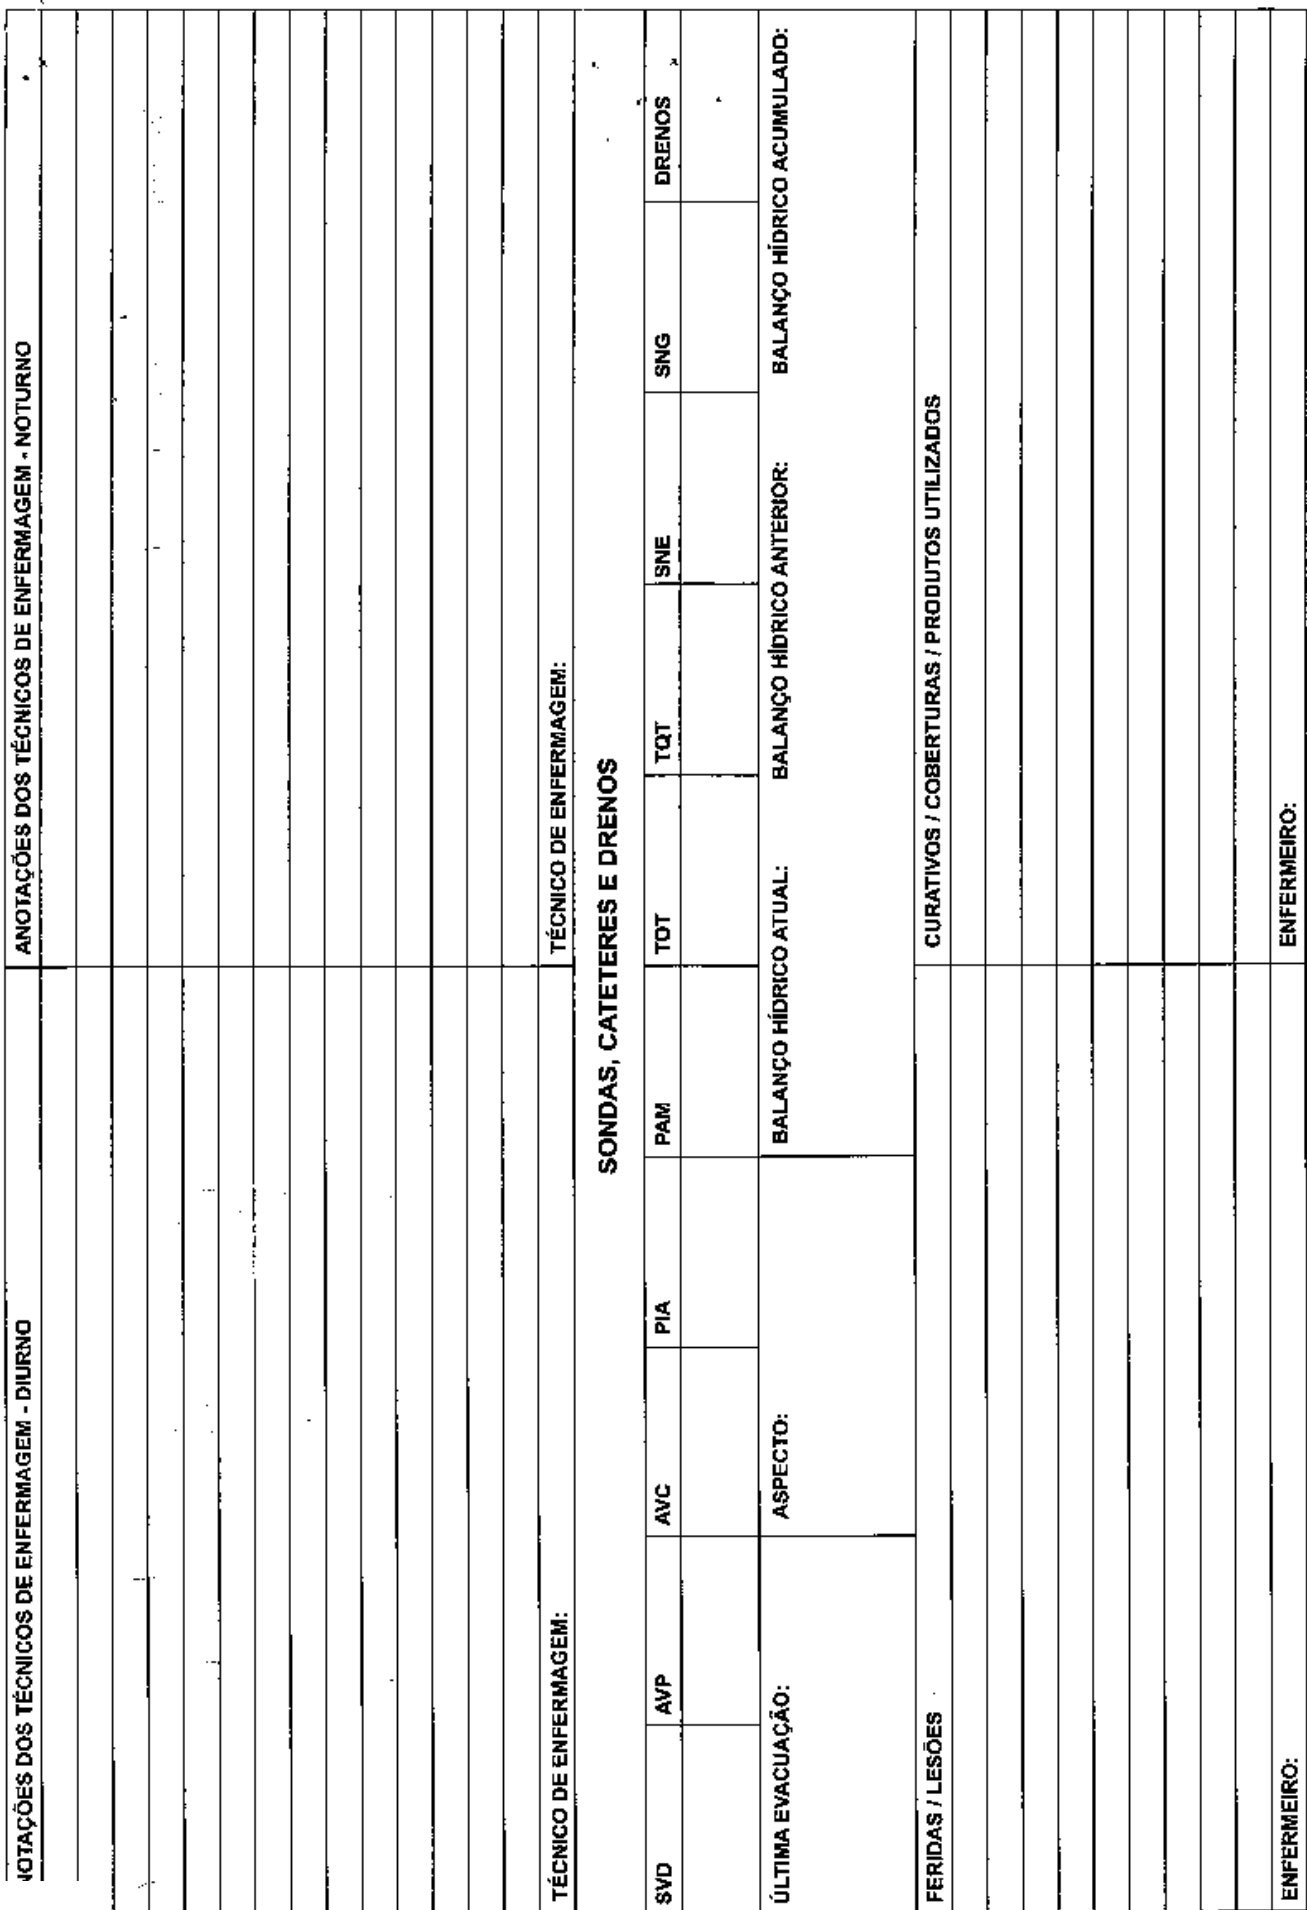 NOTAÇÕES DOS TÉCNICOS DE ENFERMAGEM - DIURNO
ANOTAÇÕES DOS TÉCNICOS DE ENFERMAGEM - NOTURNO
TÉCNICO DE ENFERMAGEM:
TÉCNICO DE ENFERMAGEM:
SONDAS, CATETERES E DRENOS
SVD AVP AVC PIA PAM TOT TQT SNE SNG DRENOS
ÚLTIMA EVACUAÇÃO: ASPECTO: BALANÇO HÍDRICO ATUAL: BALANÇO HÍDRICO ANTERIOR: BALANÇO HÍDRICO ACUMULADO:
FERIDAS / LESÕES
CURATIVOS / COBERTURAS / PRODUTOS UTILIZADOS
ENFERMEIRO:
ENFERMEIRO: